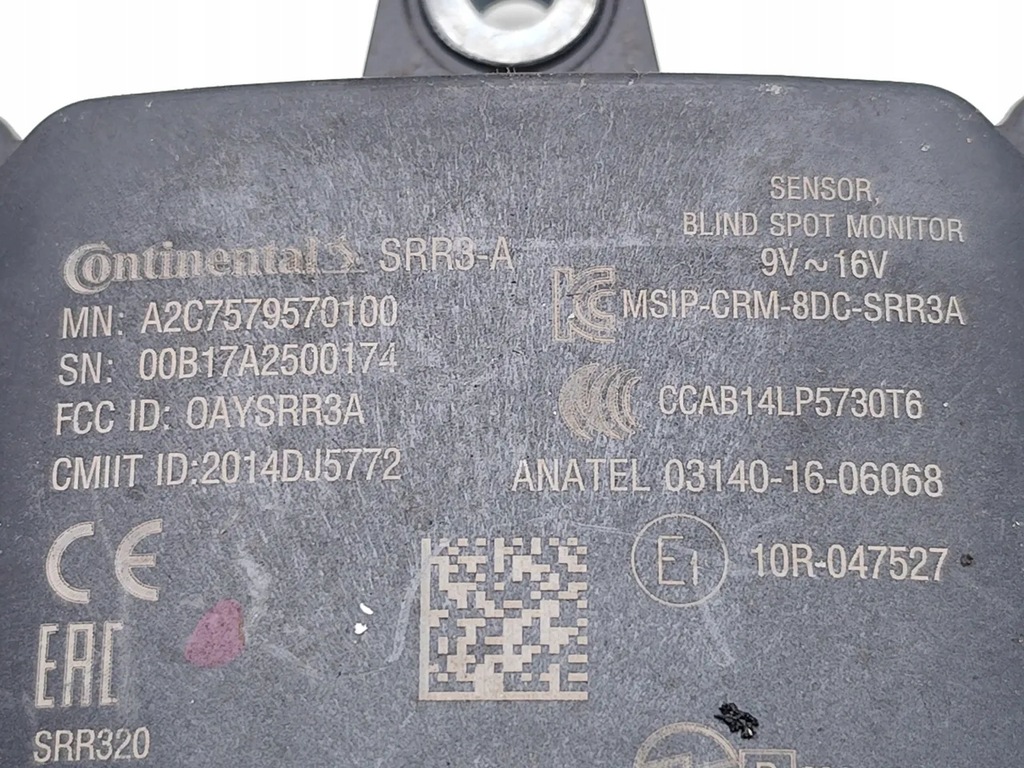 SENSOR,
BLIND SPOT MONITOR
9V~16V
Continental SRR3-A
MSIP-CRM-8DC-SRR3A
MN: A2C7579570100
SN: 00B17A2500174
CCAB14LP5730T6
FCC ID: OAYSRR3A
CMIIT ID:2014DJ5772
ANATEL 03140-16-06068
CE
E1
10R-047527
EAC
SRR320